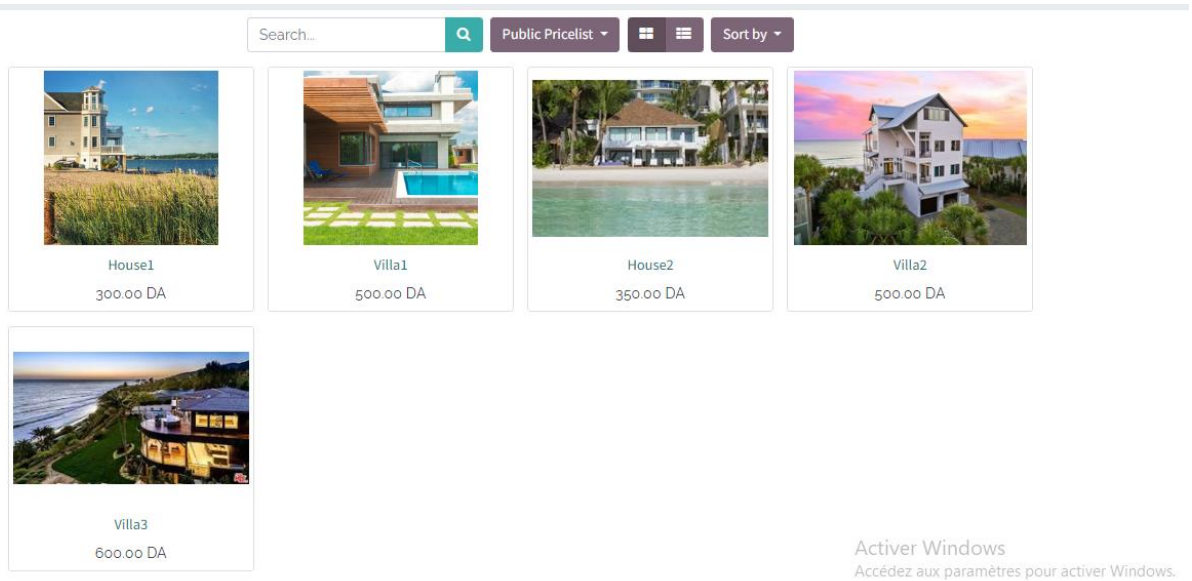 Search...
Public Pricelist
Sort by
House1
300.00 DA
Villa1
500.00 DA
House2
350.00 DA
Villa2
500.00 DA
Villa3
600.00 DA
Activer Windows
Accédez aux paramètres pour activer Windows.